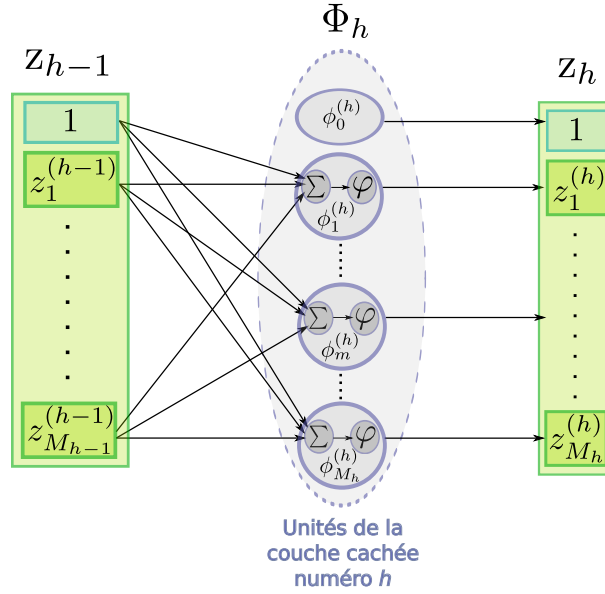 Φ_h
z_{h−1}
z_h
1
z_1^{(h−1)}
z_{M_{h−1}}^{(h−1)}
ϕ_0^{(h)}
Σ φ
ϕ_1^{(h)}
Σ φ
ϕ_m^{(h)}
Σ φ
ϕ_{M_h}^{(h)}
1
z_1^{(h)}
z_{M_h}^{(h)}
Unités de la
couche cachée
numéro h